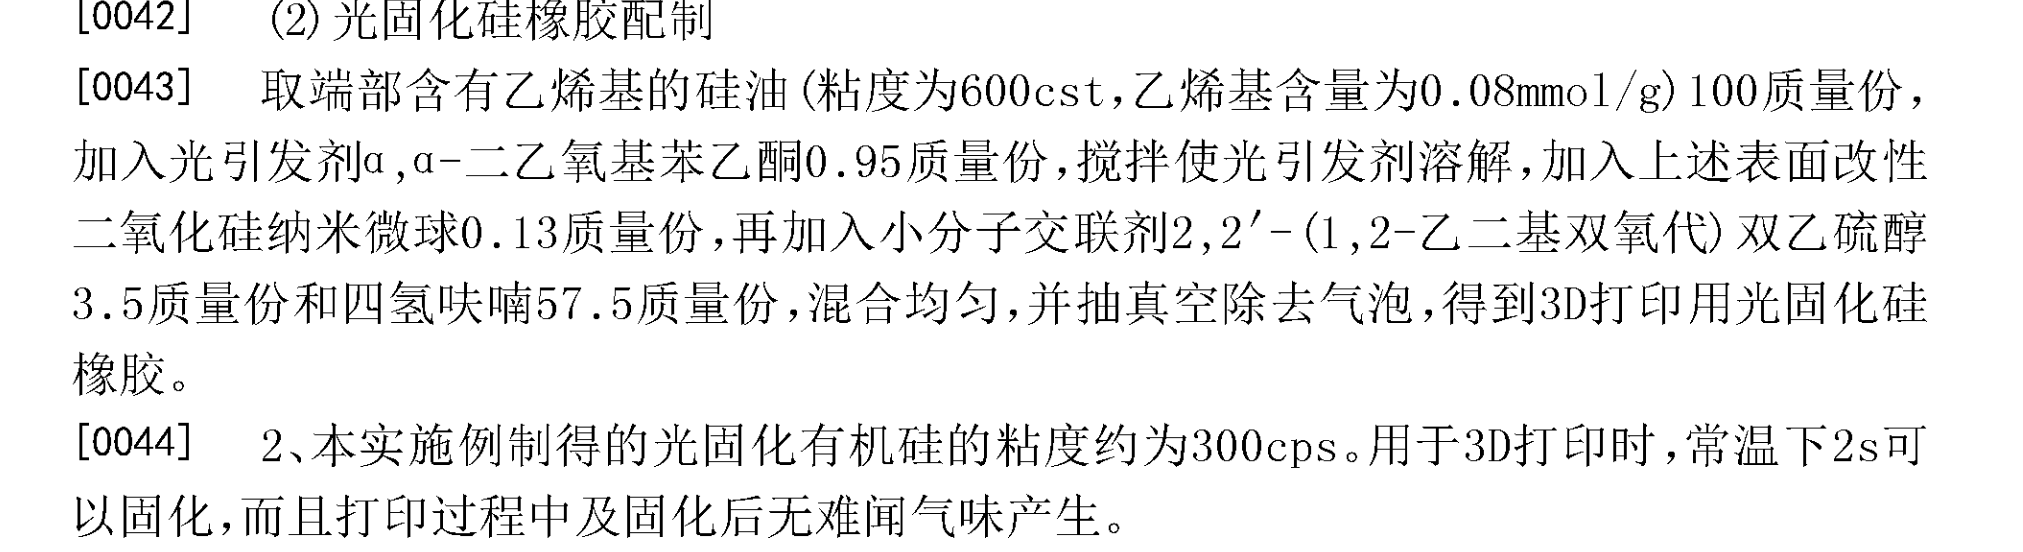 [0042] (2)光固化硅橡胶配制
[0043] 取端部含有乙烯基的硅油(粘度为600cst,乙烯基含量为0.08mmol/g)100质量份,
加入光引发剂α,α-二乙氧基苯乙酮0.95质量份,搅拌使光引发剂溶解,加入上述表面改性
二氧化硅纳米微球0.13质量份,再加入小分子交联剂2,2′-(1,2-乙二基双氧代)双乙硫醇
3.5质量份和四氢呋喃57.5质量份,混合均匀,并抽真空除去气泡,得到3D打印用光固化硅
橡胶。
[0044] 2、本实施例制得的光固化有机硅的粘度约为300cps。用于3D打印时,常温下2s可
以固化,而且打印过程中及固化后无难闻气味产生。